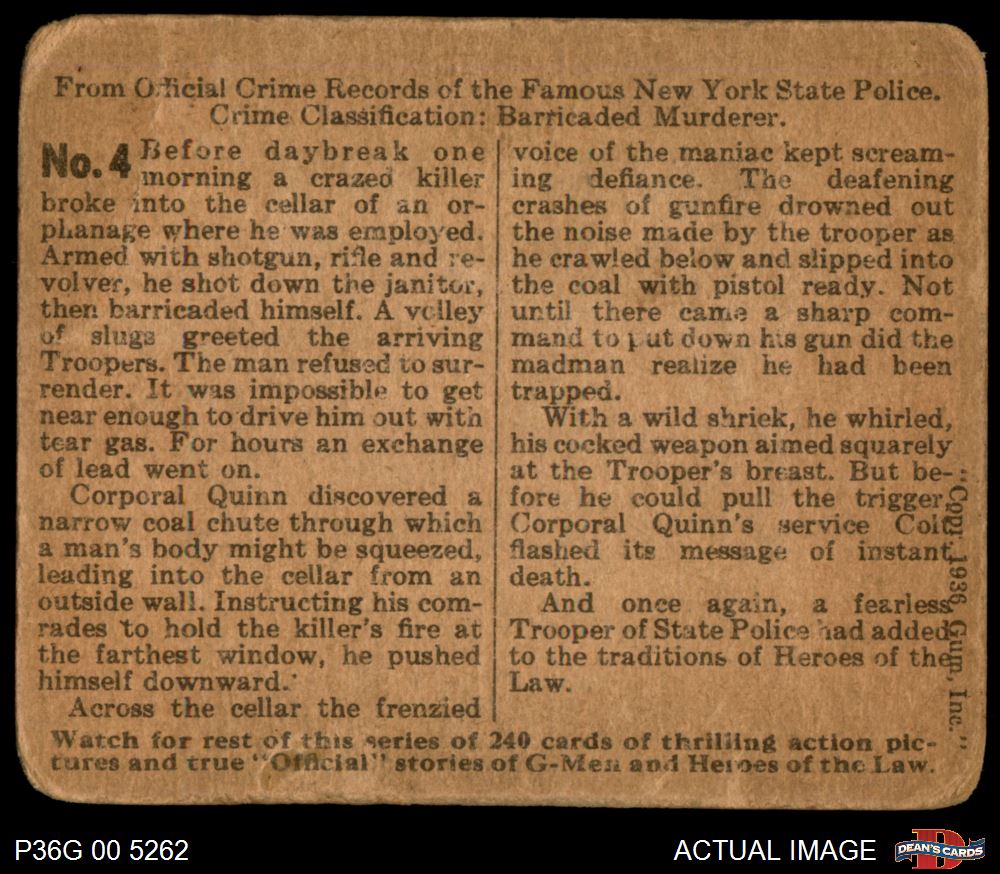 From Official Crime Records of the Famous New York State Police.
Crime Classification: Barricaded Murderer.
No. 4 Before daybreak one
morning a crazed killer
broke into the cellar of an or-
phanage where he was employed.
Armed with shotgun, rifle and re-
volver, he shot down the janitor,
then barricaded himself. A volley
of slugs greeted the arriving
Troopers. The man refused to sur-
render. It was impossible to get
near enough to drive him out with
tear gas. For hours an exchange
of lead went on.
Corporal Quinn discovered a
narrow coal chute through which
a man's body might be squeezed,
leading into the cellar from an
outside wall. Instructing his com-
rades to hold the killer's fire at
the farthest window, he pushed
himself downward.
Across the cellar the frenzied
voice of the maniac kept scream-
ing defiance. The deafening
crashes of gunfire drowned out
the noise made by the trooper as
he crawled below and slipped into
the coal with pistol ready. Not
until there came a sharp com-
mand to put down his gun did the
madman realize he had been
trapped.
With a wild shriek, he whirled,
his cocked weapon aimed squarely
at the Trooper's breast. But be-
fore he could pull the trigger,
Corporal Quinn's service Colt
flashed its message of instant
death.
And once again, a fearless
Trooper of State Police had added
to the traditions of Heroes of the
Law.
"Copr. 1936, Gum, Inc."
Watch for rest of this series of 240 cards of thrilling action pic-
tures and true "Official" stories of G-Men and Heroes of the Law.
P36G 00 5262
ACTUAL IMAGE
DEAN'S CARDS